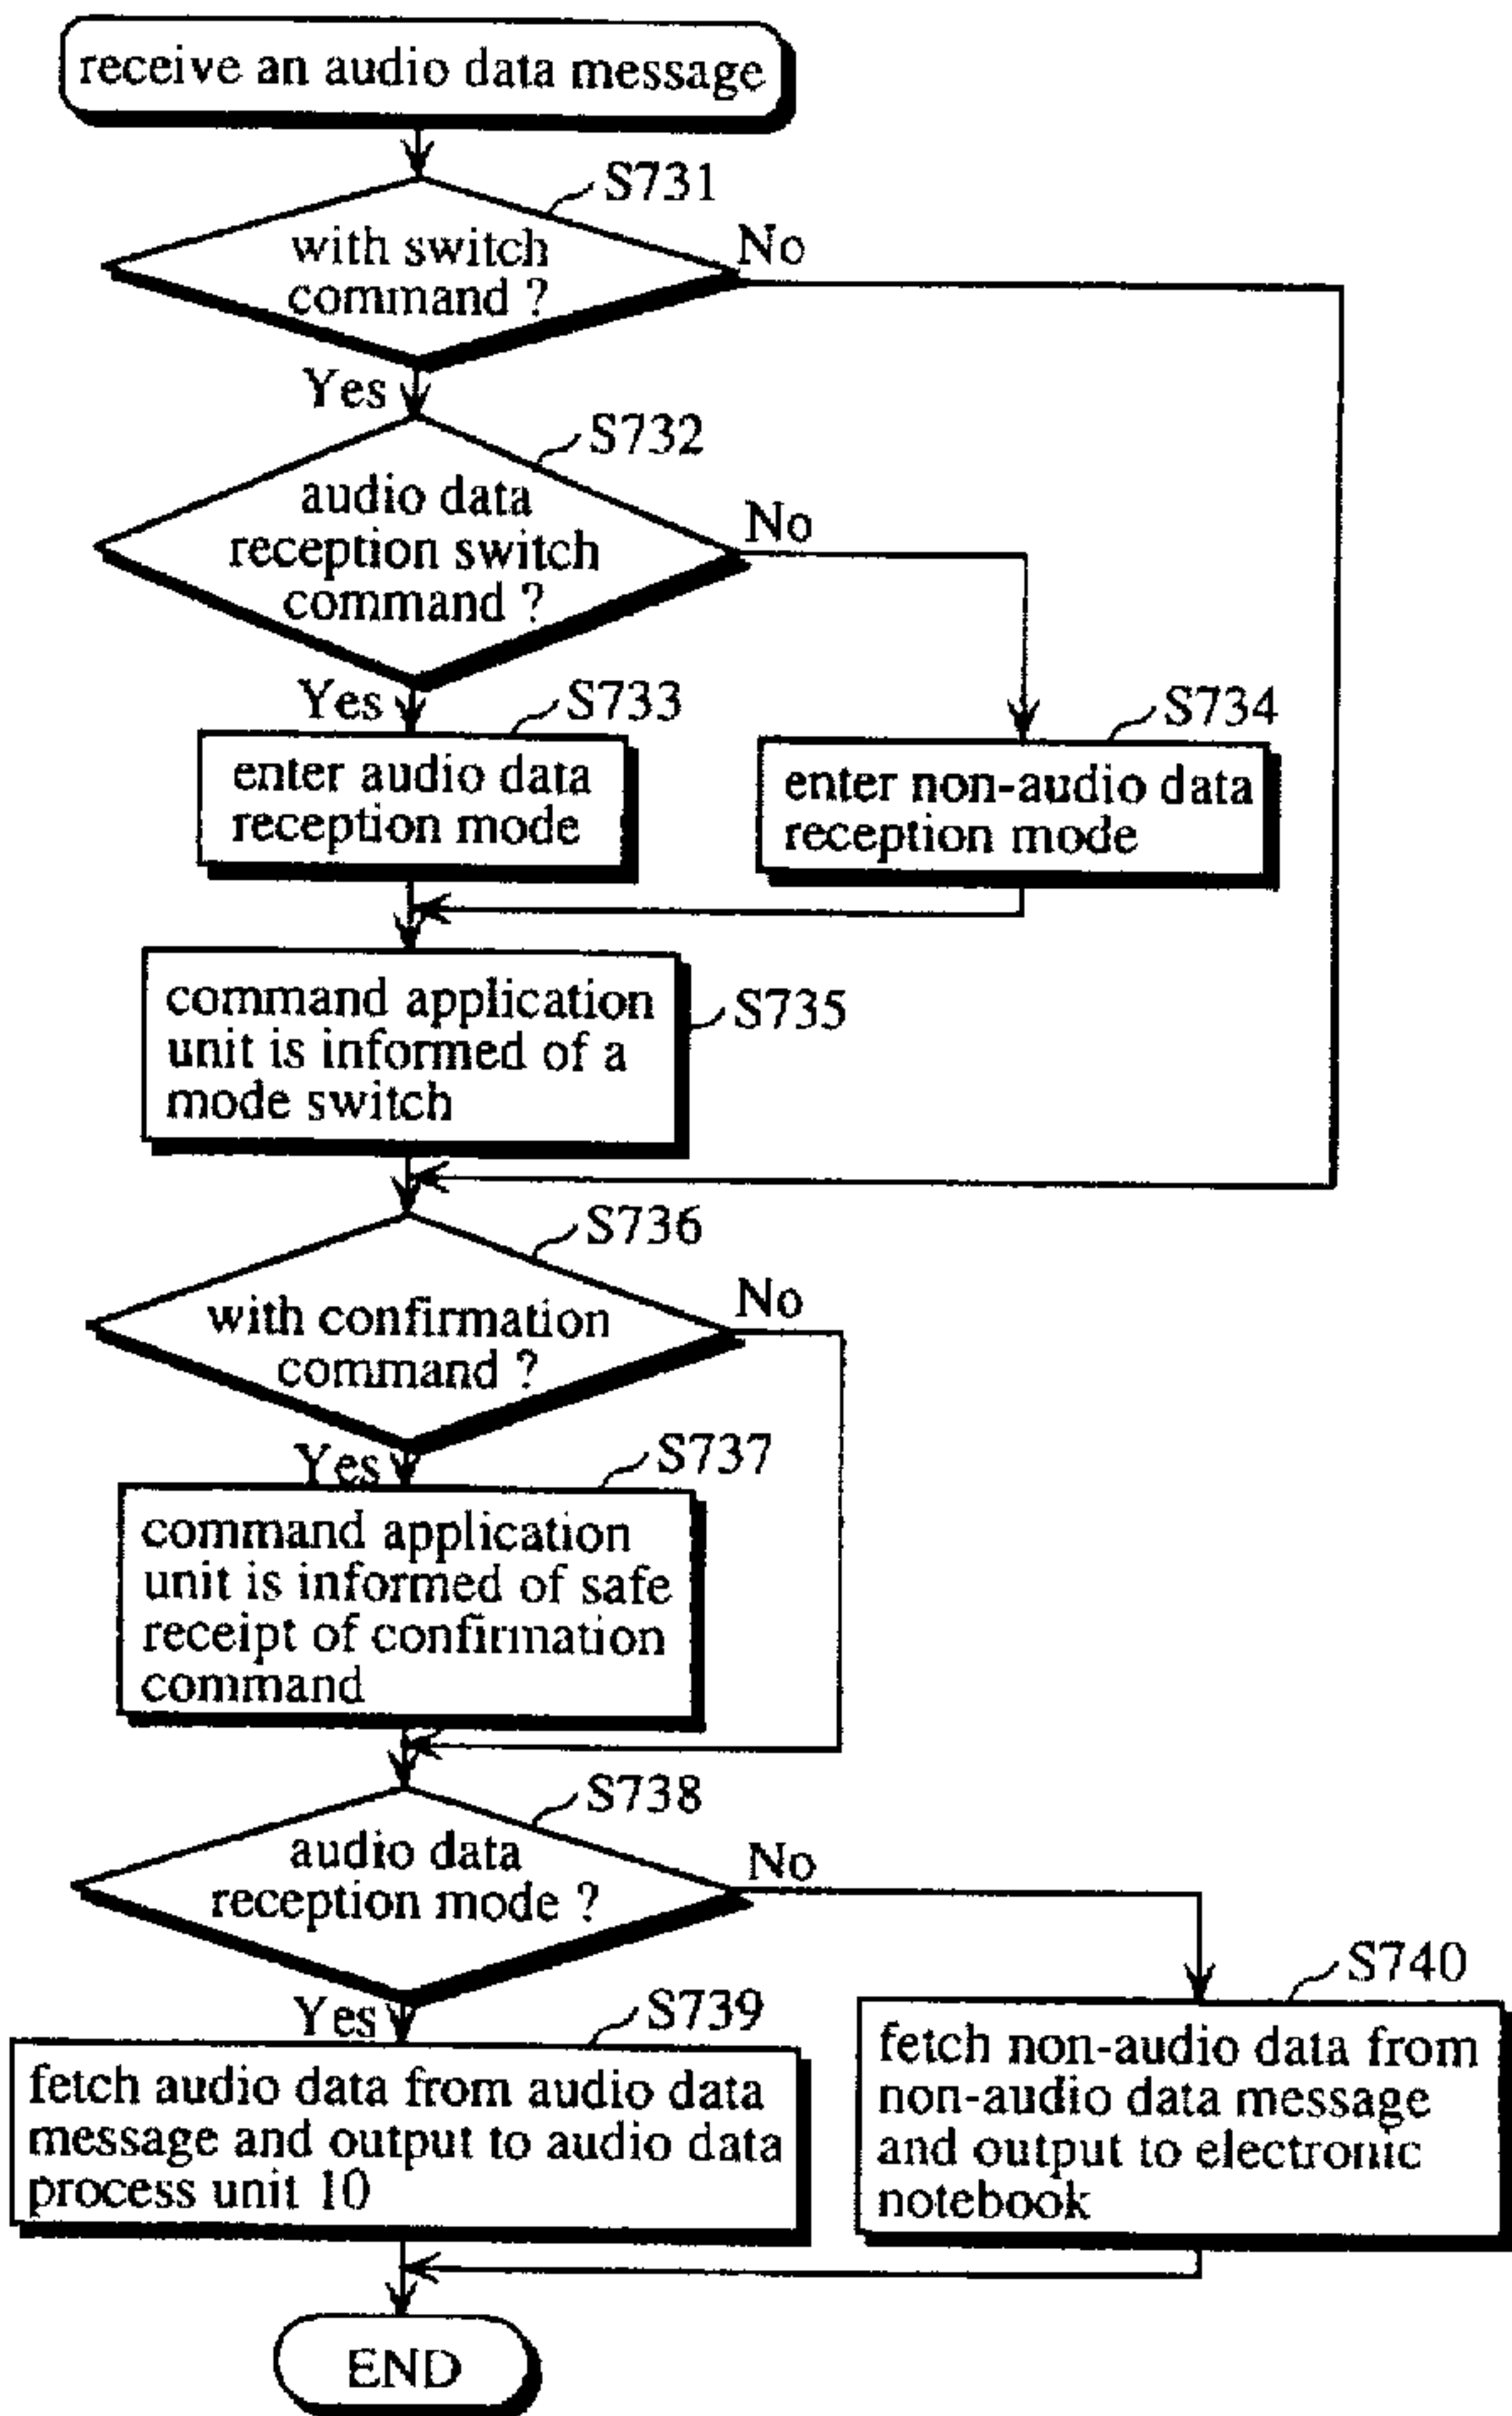 receive an audio data message
S731
with switch
command ?
No
Yes
S732
audio data
reception switch
command ?
No
Yes
S733
enter audio data
reception mode
S734
enter non-audio data
reception mode
command application
unit is informed of a
mode switch
S735
S736
with confirmation
command ?
No
Yes
S737
command application
unit is informed of safe
receipt of confirmation
command
S738
audio data
reception mode ?
No
Yes
S739
fetch audio data from audio data
message and output to audio data
process unit 10
S740
fetch non-audio data from
non-audio data message
and output to electronic
notebook
END